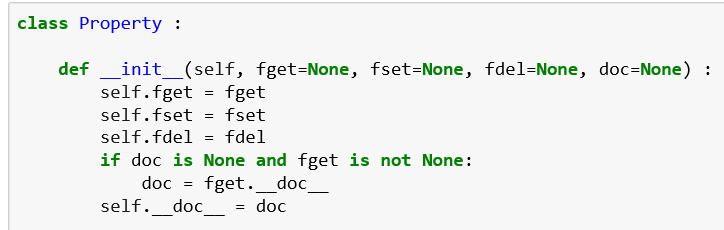 class Property :
def __init__(self, fget=None, fset=None, fdel=None, doc=None) :
self.fget = fget
self.fset = fset
self.fdel = fdel
if doc is None and fget is not None:
doc = fget.__doc__
self.__doc__ = doc